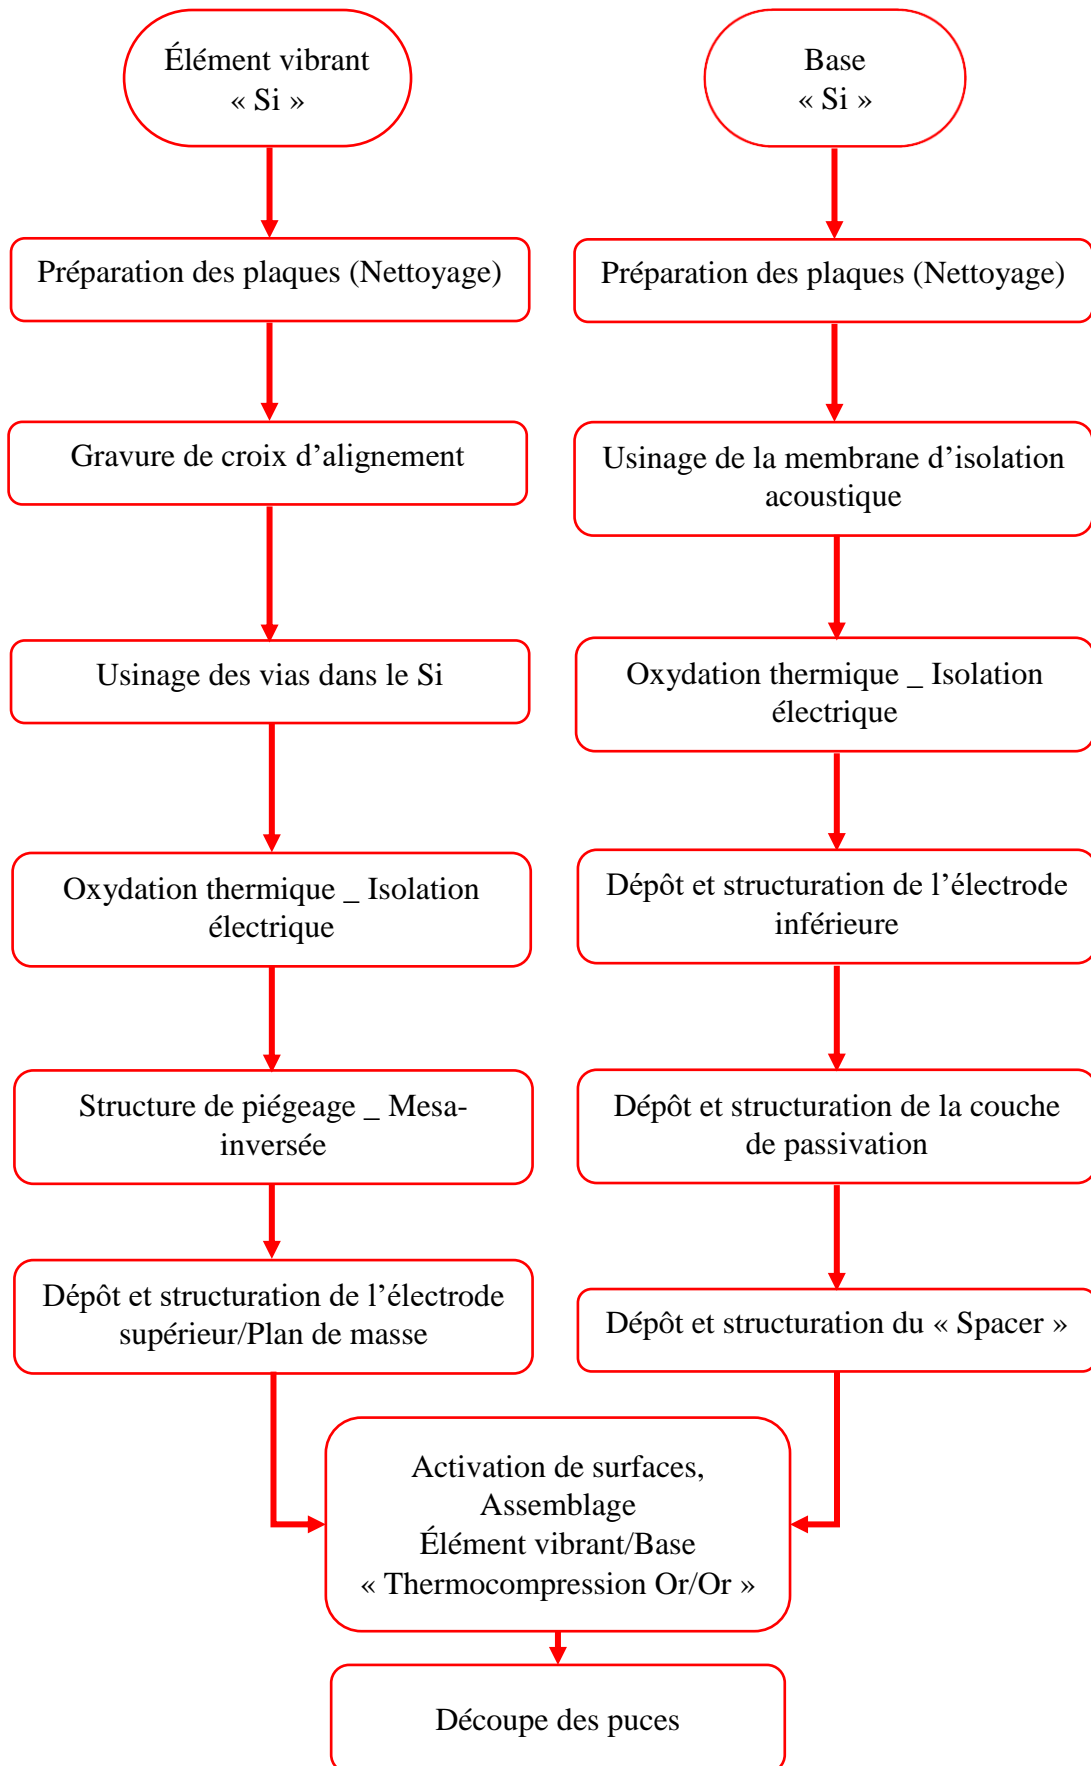 Élément vibrant
« Si »
Base
« Si »
Préparation des plaques (Nettoyage)
Préparation des plaques (Nettoyage)
Gravure de croix d’alignement
Usinage de la membrane d’isolation
acoustique
Usinage des vias dans le Si
Oxydation thermique _ Isolation
électrique
Oxydation thermique _ Isolation
électrique
Dépôt et structuration de l’électrode
inférieure
Structure de piégeage _ Mesa-
inversée
Dépôt et structuration de la couche
de passivation
Dépôt et structuration de l’électrode
supérieur/Plan de masse
Dépôt et structuration du « Spacer »
Activation de surfaces,
Assemblage
Élément vibrant/Base
« Thermocompression Or/Or »
Découpe des puces